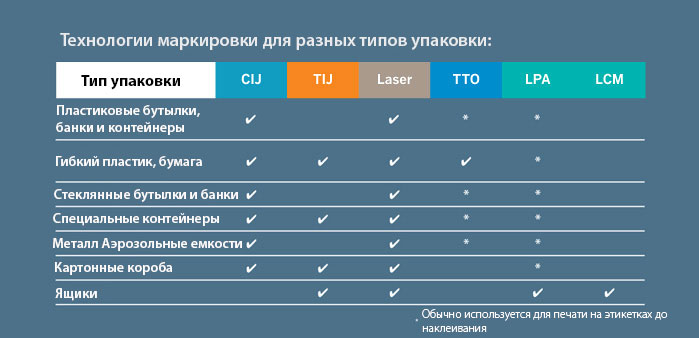 Технологии маркировки для разных типов упаковки:
Тип упаковки CIJ TIJ Laser TTO LPA LCM
Пластиковые бутылки,
банки и контейнеры ✔ ✔ * *
Гибкий пластик, бумага ✔ ✔ ✔ ✔ *
Стеклянные бутылки и банки ✔ ✔ * *
Специальные контейнеры ✔ ✔ ✔ * *
Металл Аэрозольные емкости ✔ ✔ * *
Картонные короба ✔ ✔ ✔ *
Ящики ✔ ✔ ✔ ✔
* Обычно используется для печати на этикетках до
наклеивания